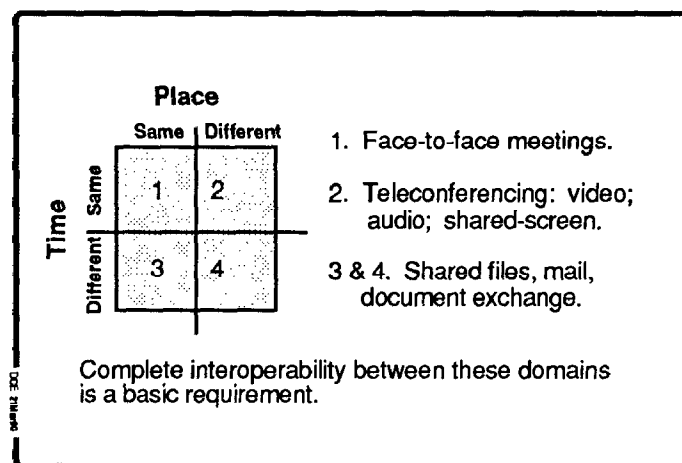 Place
Same Different
Time
Same
Different
1 2
3 4
1. Face-to-face meetings.
2. Teleconferencing: video;
audio; shared-screen.
3 & 4. Shared files, mail,
document exchange.
Complete interoperability between these domains
is a basic requirement.